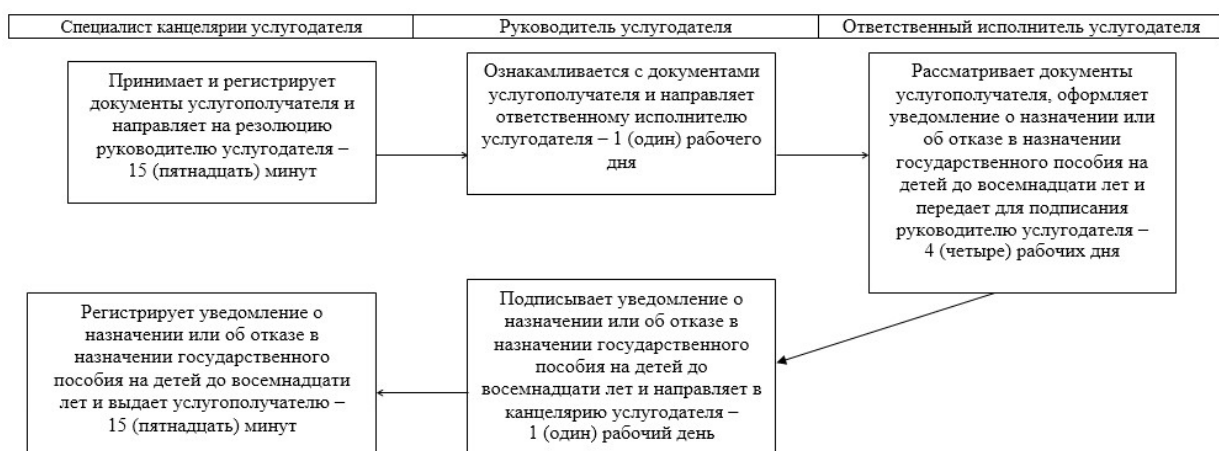 Специалист канцелярии услугодателя
Руководитель услугодателя
Ответственный исполнитель услугодателя
Принимает и регистрирует
документы услугополучателя и
направляет на резолюцию
руководителю услугодателя –
15 (пятнадцать) минут
Ознакамливается с документами
услугополучателя и направляет
ответственному исполнителю
услугодателя – 1 (один) рабочего
дня
Рассматривает документы
услугополучателя, оформляет
уведомление о назначении или
об отказе в назначении
государственного пособия на
детей до восемнадцати лет и
передает для подписания
руководителю услугодателя –
4 (четыре) рабочих дня
Подписывает уведомление о
назначении или об отказе в
назначении государственного
пособия на детей до
восемнадцати лет и направляет в
канцелярию услугодателя –
1 (один) рабочий день
Регистрирует уведомление о
назначении или об отказе в
назначении государственного
пособия на детей до восемнадцати
лет и выдает услугополучателю –
15 (пятнадцать) минут